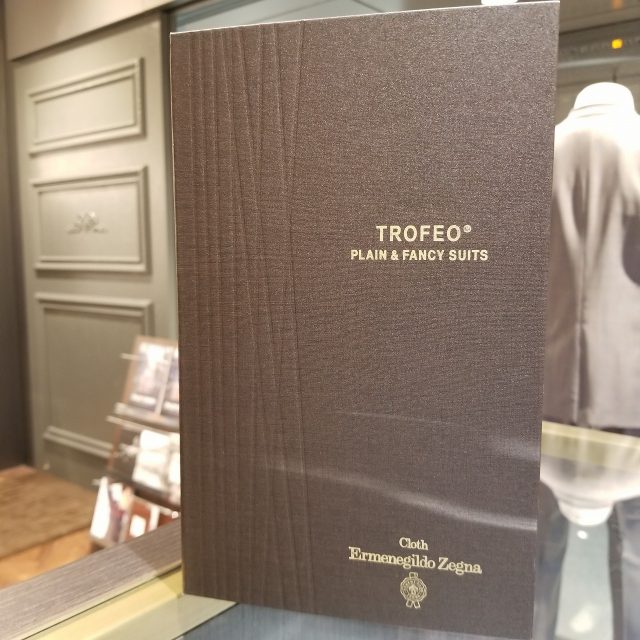 TROFEO®
PLAIN & FANCY SUITS
Cloth
Ermenegildo Zegna